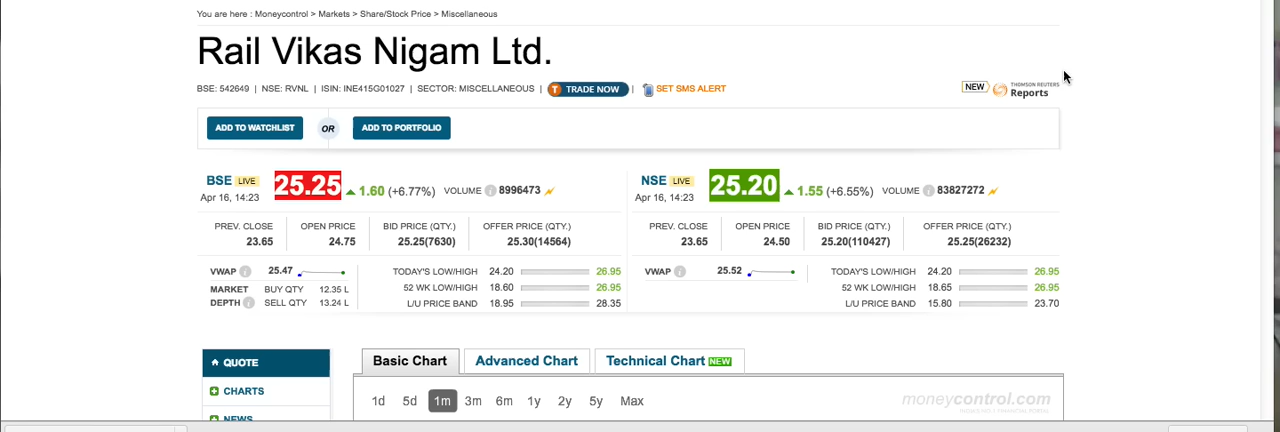 You are here : Moneycontrol > Markets > Share/Stock Price > Miscellaneous
Rail Vikas Nigam Ltd.
BSE: 542649 | NSE: RVNL | ISIN: INE415G01027 | SECTOR: MISCELLANEOUS | T TRADE NOW | SET SMS ALERT
NEW THOMSON REUTERS
Reports
ADD TO WATCHLIST OR ADD TO PORTFOLIO
BSE LIVE 25.25 1.60 (+6.77%) VOLUME 8996473
Apr 16, 14:23
PREV. CLOSE OPEN PRICE BID PRICE (QTY.) OFFER PRICE (QTY.)
23.65 24.75 25.25(7630) 25.30(14564)
VWAP 25.47 TODAY'S LOW/HIGH 24.20 26.95
MARKET BUY QTY 12.35 L 52 WK LOW/HIGH 18.60 26.95
DEPTH SELL QTY 13.24 L L/U PRICE BAND 18.95 28.35
NSE LIVE 25.20 1.55 (+6.55%) VOLUME 83827272
Apr 16, 14:23
PREV. CLOSE OPEN PRICE BID PRICE (QTY.) OFFER PRICE (QTY.)
23.65 24.50 25.20(110427) 25.25(26232)
VWAP 25.52 TODAY'S LOW/HIGH 24.20 26.95
52 WK LOW/HIGH 18.65 26.95
L/U PRICE BAND 15.80 23.70
QUOTE
CHARTS
NEWS
Basic Chart Advanced Chart Technical Chart NEW
1d 5d 1m 3m 6m 1y 2y 5y Max
moneycontrol.com